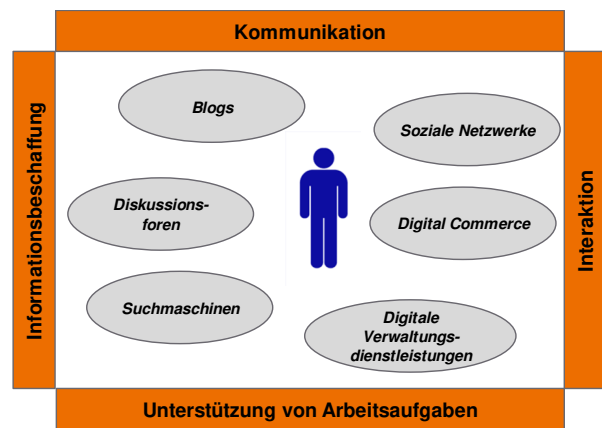 Kommunikation
Informationsbeschaffung
Blogs
Soziale Netzwerke
Diskussions-
foren
Digital Commerce
Interaktion
Suchmaschinen
Digitale
Verwaltungs-
dienstleistungen
Unterstützung von Arbeitsaufgaben